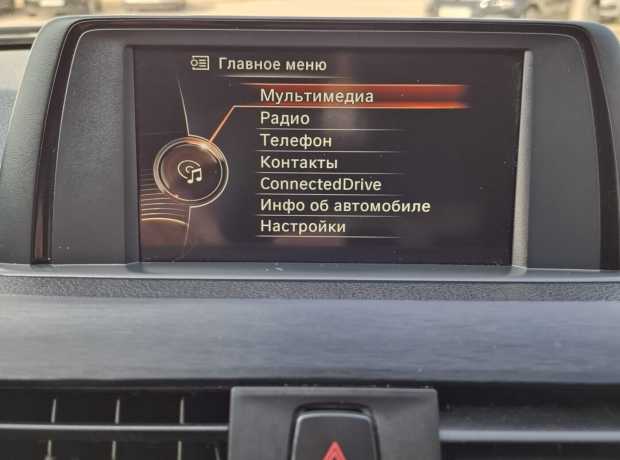 Главное меню
Мультимедиа
Радио
Телефон
Контакты
ConnectedDrive
Инфо об автомобиле
Настройки